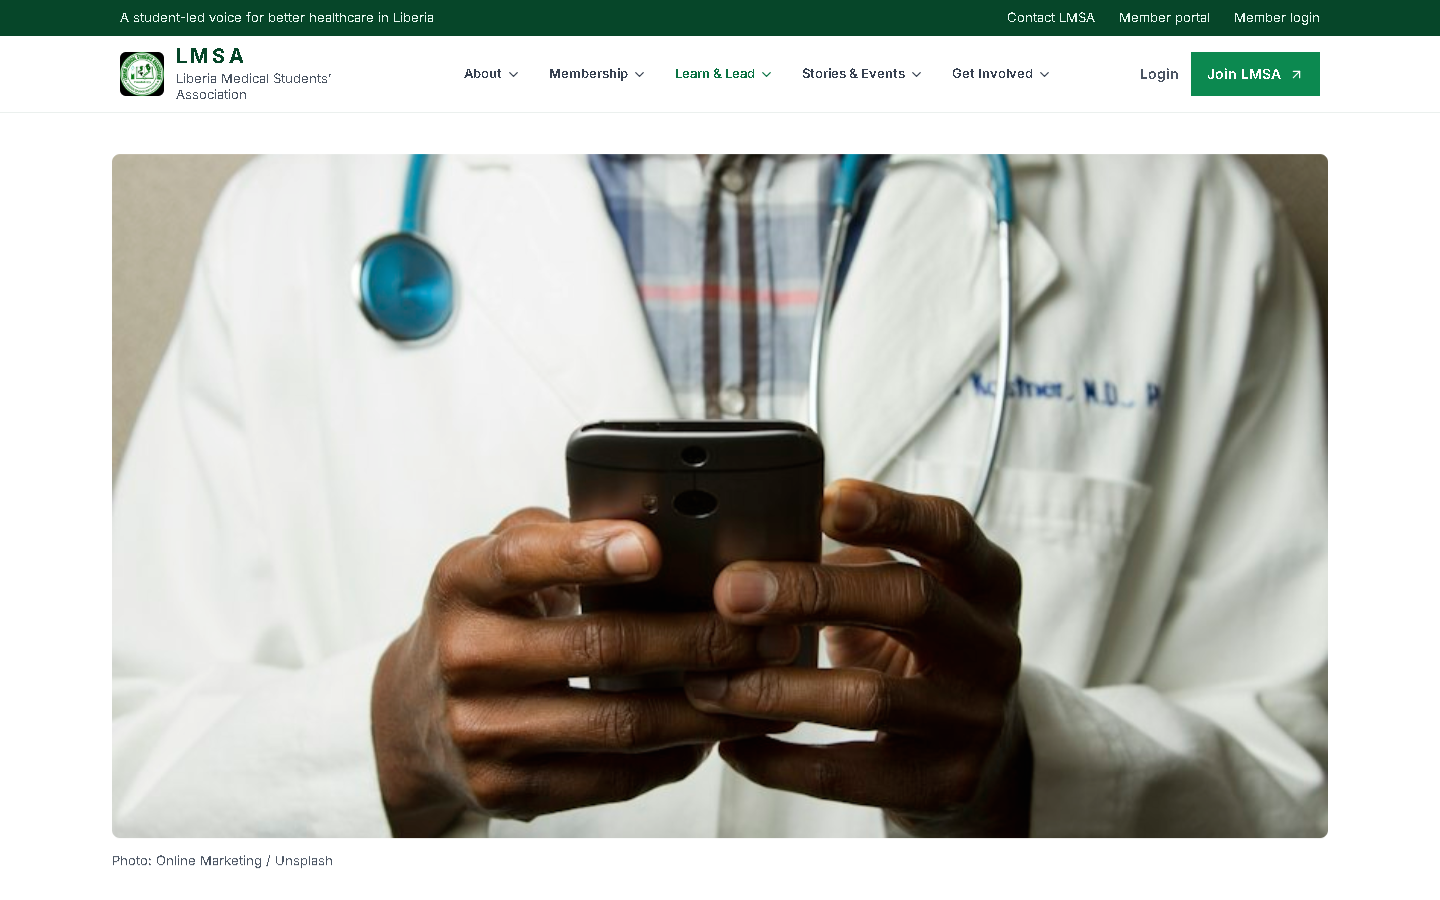 A student-led voice for better healthcare in Liberia
Contact LMSA Member portal Member login
LMSA
Liberia Medical Students'
Association
About Membership Learn & Lead Stories & Events Get Involved
Login Join LMSA
Photo: Online Marketing / Unsplash